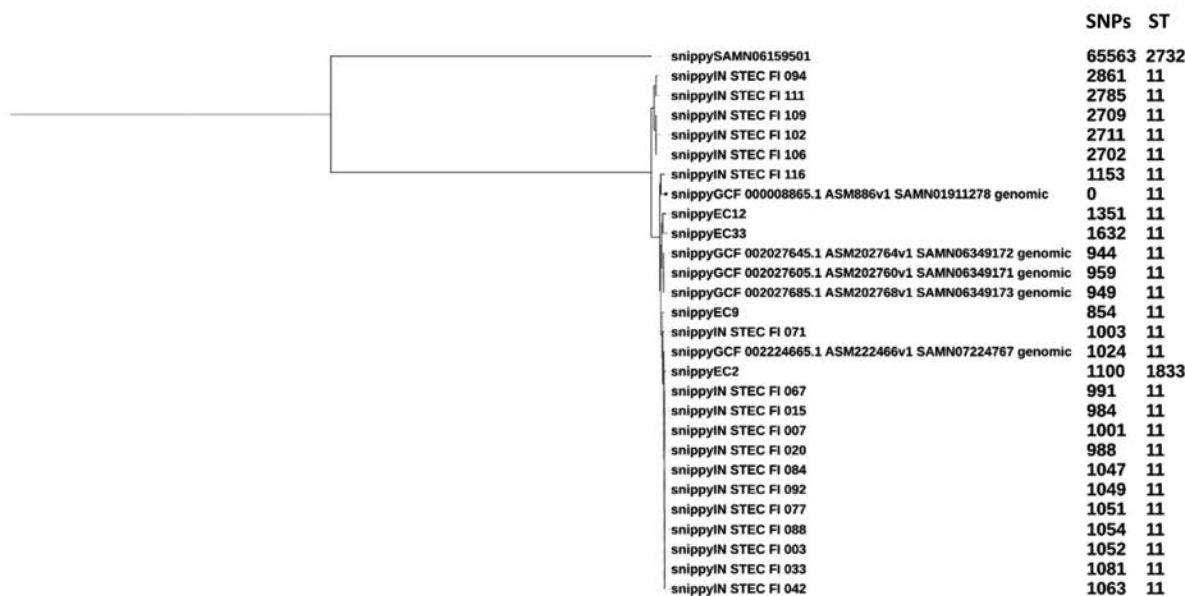 SNPs ST
snippySAMN06159501 65563 2732
snippyIN STEC FI 094 2861 11
snippyIN STEC FI 111 2785 11
snippyIN STEC FI 109 2709 11
snippyIN STEC FI 102 2711 11
snippyIN STEC FI 106 2702 11
snippyIN STEC FI 116 1153 11
snippyGCF 000008865.1 ASM886v1 SAMN01911278 genomic 0 11
snippyEC12 1351 11
snippyEC33 1632 11
snippyGCF 002027645.1 ASM202764v1 SAMN06349172 genomic 944 11
snippyGCF 002027605.1 ASM202760v1 SAMN06349171 genomic 959 11
snippyGCF 002027685.1 ASM202768v1 SAMN06349173 genomic 949 11
snippyEC9 854 11
snippyIN STEC FI 071 1003 11
snippyGCF 002224665.1 ASM222466v1 SAMN07224767 genomic 1024 11
snippyEC2 1100 1833
snippyIN STEC FI 067 991 11
snippyIN STEC FI 015 984 11
snippyIN STEC FI 007 1001 11
snippyIN STEC FI 020 988 11
snippyIN STEC FI 084 1047 11
snippyIN STEC FI 092 1049 11
snippyIN STEC FI 077 1051 11
snippyIN STEC FI 088 1054 11
snippyIN STEC FI 003 1052 11
snippyIN STEC FI 033 1081 11
snippyIN STEC FI 042 1063 11